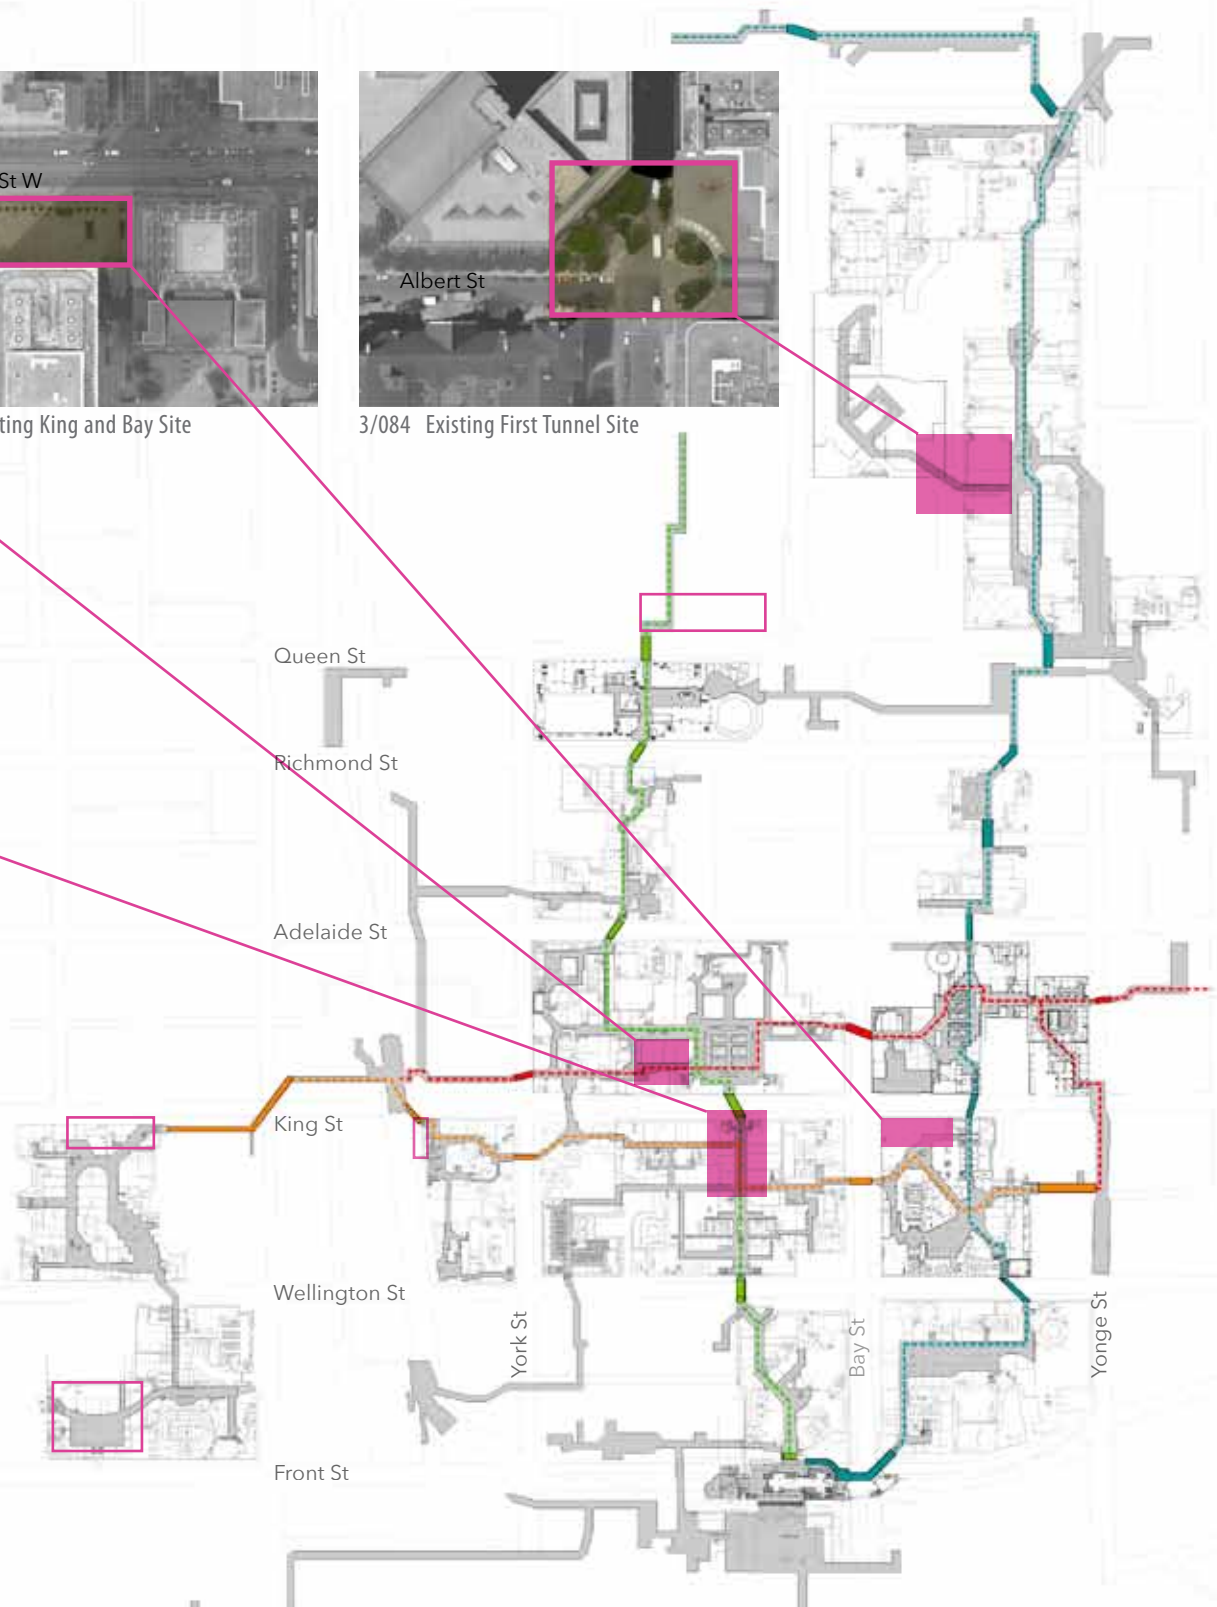 St W
Albert St
ting King and Bay Site
3/084 Existing First Tunnel Site
Queen St
Richmond St
Adelaide St
King St
Wellington St
York St
Bay St
Yonge St
Front St